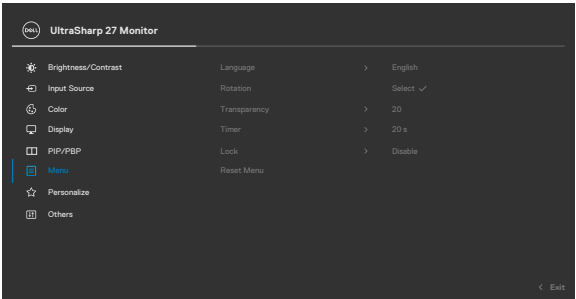 DELL UltraSharp 27 Monitor
Brightness/Contrast Language > English
Input Source Rotation Select ✓
Color Transparency > 20
Display Timer > 20 s
PIP/PBP Lock > Disable
Menu Reset Menu
Personalize
Others
< Exit